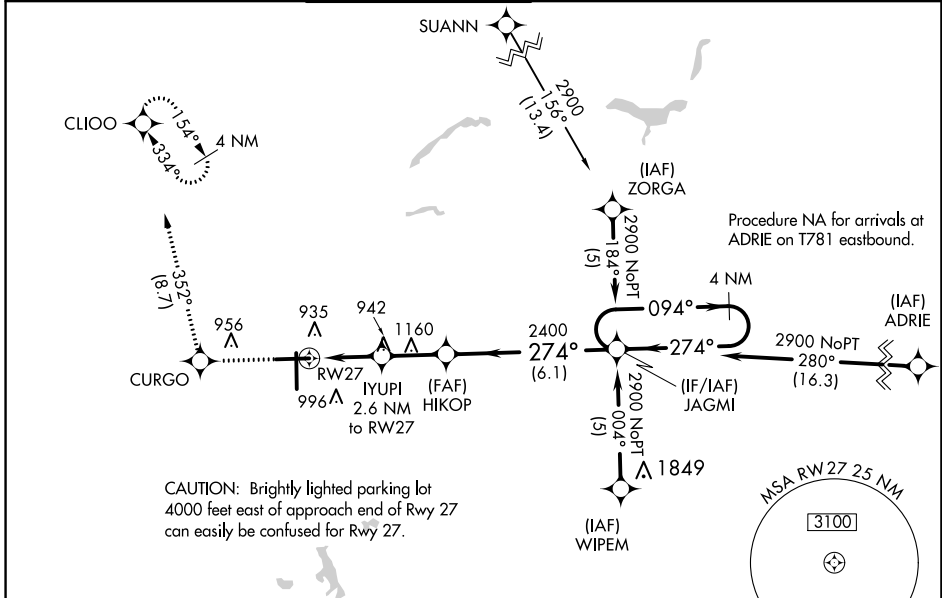 SUANN
2900
156°
(13.4)
CLIOO
154°
334°
4 NM
(IAF)
ZORGA
2900 NoPT
184°
(5)
Procedure NA for arrivals at
ADRIE on T781 eastbound.
4 NM
094°
(IAF)
ADRIE
352°
(8.7)
956
935
942
1160
2400
274°
(6.1)
274°
2900 NoPT
280°
(16.3)
CURGO
RW27
996
IYUPI
2.6 NM
to RW27
(FAF)
HIKOP
(IF/IAF)
JAGMI
2900 NoPT
004°
(5)
1849
(IAF)
WIPEM
CAUTION: Brightly lighted parking lot
4000 feet east of approach end of Rwy 27
can easily be confused for Rwy 27.
MSA RW27 25 NM
3100